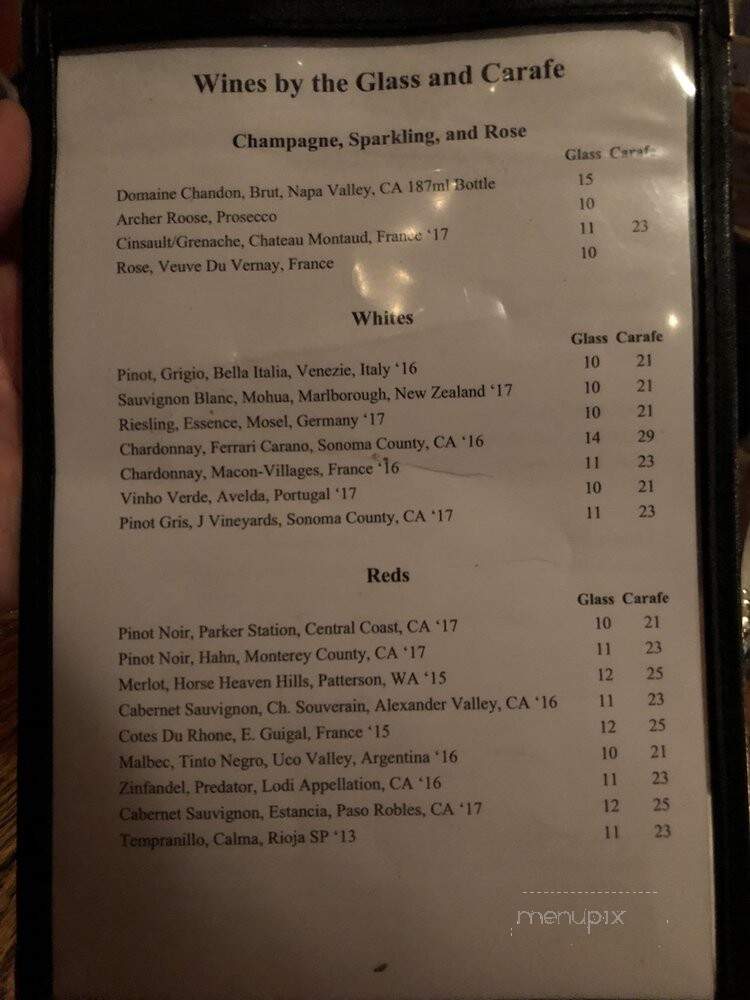 Wines by the Glass and Carafe
Champagne, Sparkling, and Rose
Glass Carafe
Domaine Chandon, Brut, Napa Valley, CA 187ml Bottle 15
Archer Roose, Prosecco 10
Cinsault/Grenache, Chateau Montaud, France ‘17 11 23
Rose, Veuve Du Vernay, France 10
Whites
Glass Carafe
Pinot, Grigio, Bella Italia, Venezie, Italy ‘16 10 21
Sauvignon Blanc, Mohua, Marlborough, New Zealand ‘17 10 21
Riesling, Essence, Mosel, Germany ‘17 10 21
Chardonnay, Ferrari Carano, Sonoma County, CA ‘16 14 29
Chardonnay, Macon-Villages, France ‘16 11 23
Vinho Verde, Avelda, Portugal ‘17 10 21
Pinot Gris, J Vineyards, Sonoma County, CA ‘17 11 23
Reds
Glass Carafe
Pinot Noir, Parker Station, Central Coast, CA ‘17 10 21
Pinot Noir, Hahn, Monterey County, CA ‘17 11 23
Merlot, Horse Heaven Hills, Patterson, WA ‘15 12 25
Cabernet Sauvignon, Ch. Souverain, Alexander Valley, CA ‘16 11 23
Cotes Du Rhone, E. Guigal, France ‘15 12 25
Malbec, Tinto Negro, Uco Valley, Argentina ‘16 10 21
Zinfandel, Predator, Lodi Appellation, CA ‘16 11 23
Cabernet Sauvignon, Estancia, Paso Robles, CA ‘17 12 25
Tempranillo, Calma, Rioja SP ‘13 11 23
menupix